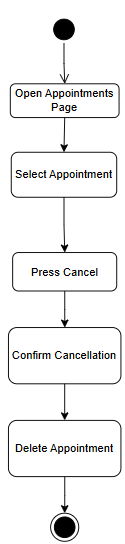 Open Appointments
Page
Select Appointment
Press Cancel
Confirm Cancellation
Delete Appointment